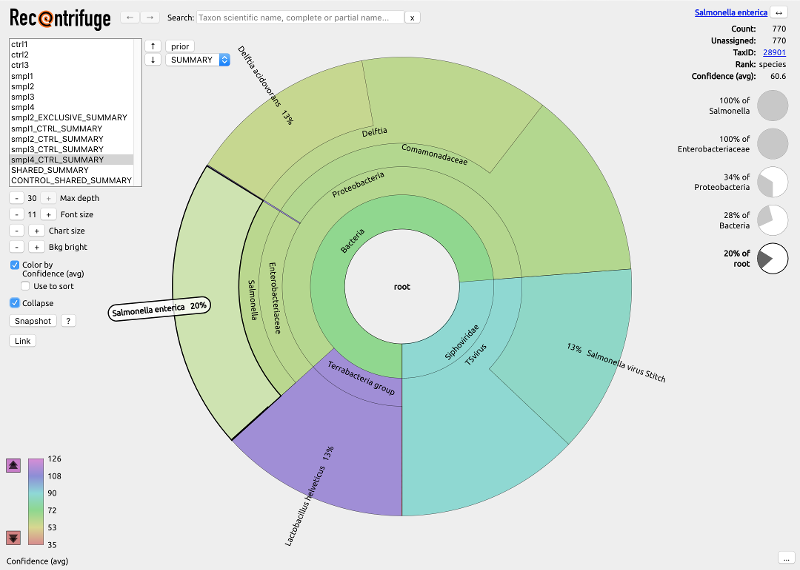 Recentrifuge
← → Search: Taxon scientific name, complete or partial name... x
ctrl1
ctrl2
ctrl3
smpl1
smpl2
smpl3
smpl4
smpl2_EXCLUSIVE_SUMMARY
smpl1_CTRL_SUMMARY
smpl2_CTRL_SUMMARY
smpl3_CTRL_SUMMARY
smpl4_CTRL_SUMMARY
SHARED_SUMMARY
CONTROL_SHARED_SUMMARY
↑ prior
↓ SUMMARY
- 30 + Max depth
- 11 + Font size
- + Chart size
- + Bkg bright
Color by
Confidence (avg)
Use to sort
Collapse
Snapshot ?
Link
Delftia acidovorans 13%
Delftia
Comamonadaceae
Proteobacteria
Bacteria
root
Enterobacteriaceae
Salmonella
Salmonella enterica 20%
Siphoviridae
T5virus
13% Salmonella virus Stitch
Terrabacteria group
Lactobacillus helveticus 13%
Salmonella enterica ↔
Count: 770
Unassigned: 770
TaxID: 28901
Rank: species
Confidence (avg): 60.6
100% of
Salmonella
100% of
Enterobacteriaceae
34% of
Proteobacteria
28% of
Bacteria
20% of
root
126
108
90
72
53
35
Confidence (avg)
...